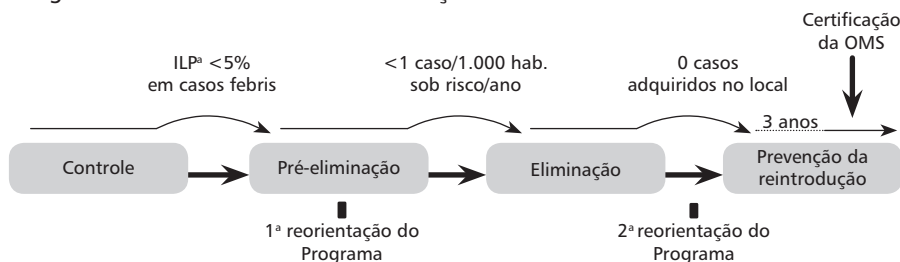 Certificação
da OMS
ILPᵃ <5%
em casos febris
<1 caso/1.000 hab.
sob risco/ano
0 casos
adquiridos no local
3 anos
Controle
Pré-eliminação
Eliminação
Prevenção da
reintrodução
1ª reorientação do
Programa
2ª reorientação do
Programa